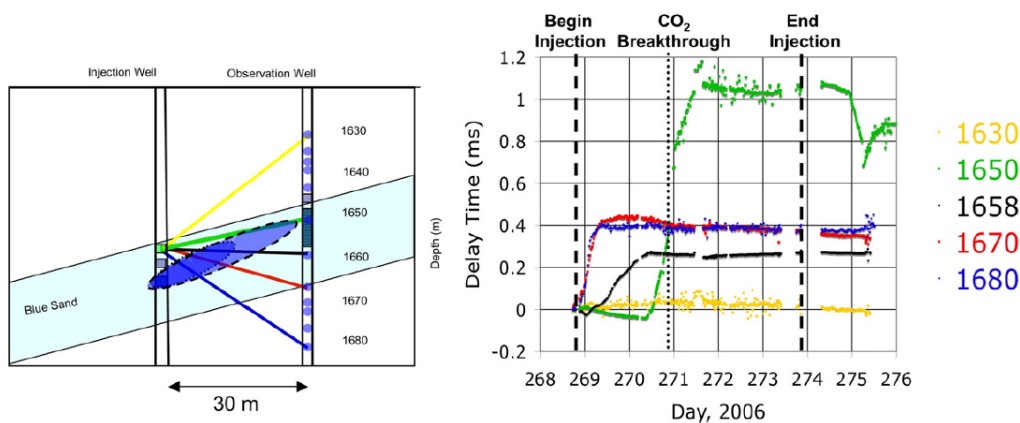 Injection Well
Observation Well
1630
1640
1650
1660
1670
1680
Depth (m)
Blue Sand
30 m
Begin
Injection
CO2
Breakthrough
End
Injection
Delay Time (ms)
1.2
1
0.8
0.6
0.4
0.2
0
-0.2
268 269 270 271 272 273 274 275 276
Day, 2006
1630
1650
1658
1670
1680